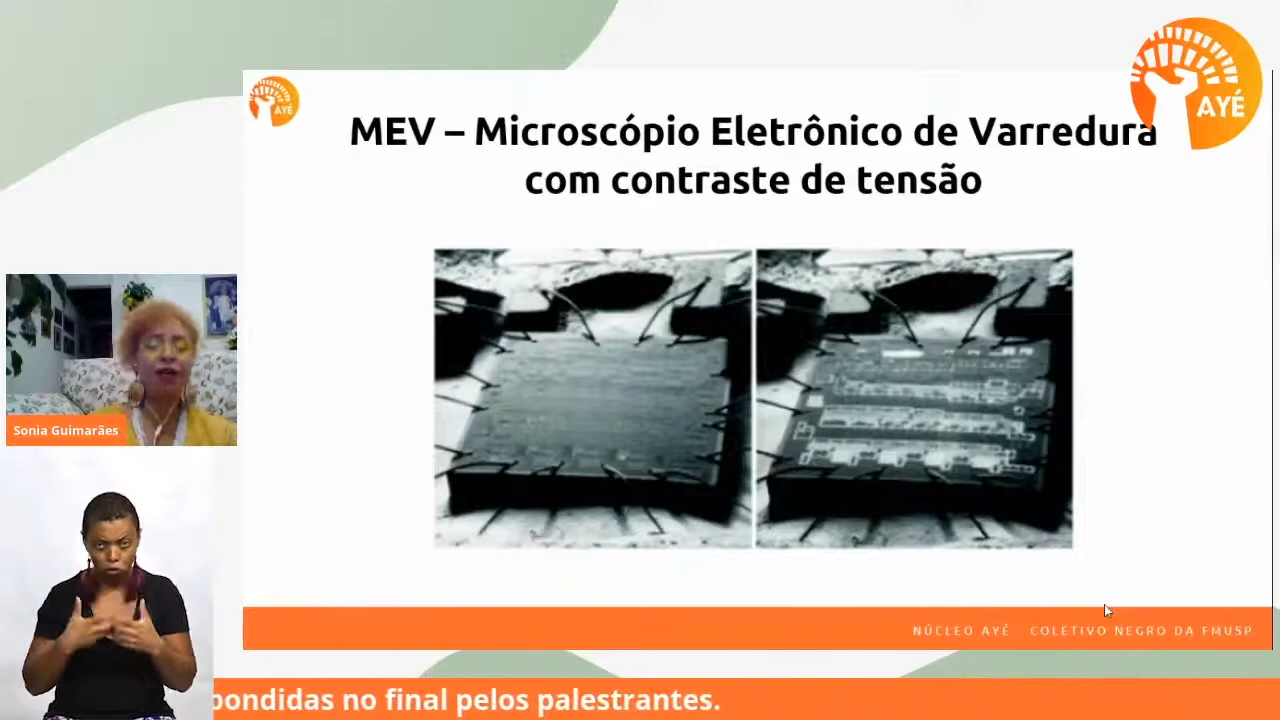 AYÉ
AYÉ
MEV – Microscópio Eletrônico de Varredura
com contraste de tensão
Sonia Guimarães
NÚCLEO AYÉ COLETIVO NEGRO DA FMUSP
pondidas no final pelos palestrantes.